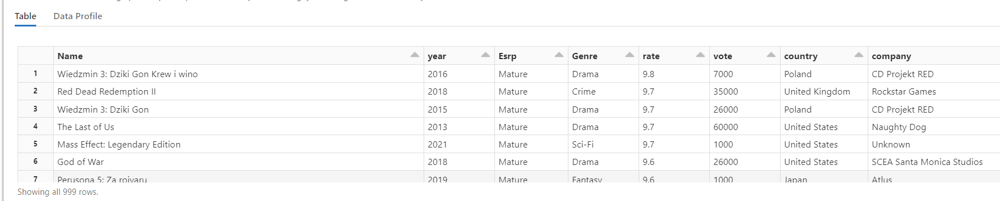 Table Data Profile
Name year Esrp Genre rate vote country company
1 Wiedzmin 3: Dziki Gon Krew i wino 2016 Mature Drama 9.8 7000 Poland CD Projekt RED
2 Red Dead Redemption II 2018 Mature Crime 9.7 35000 United Kingdom Rockstar Games
3 Wiedzmin 3: Dziki Gon 2015 Mature Drama 9.7 26000 Poland CD Projekt RED
4 The Last of Us 2013 Mature Drama 9.7 60000 United States Naughty Dog
5 Mass Effect: Legendary Edition 2021 Mature Sci-Fi 9.7 1000 United States Unknown
6 God of War 2018 Mature Drama 9.6 26000 United States SCEA Santa Monica Studios
7 Perusona 5: Za roiyaru 2019 Mature Fantasy 9.6 1000 Japan Atlus
Showing all 999 rows.